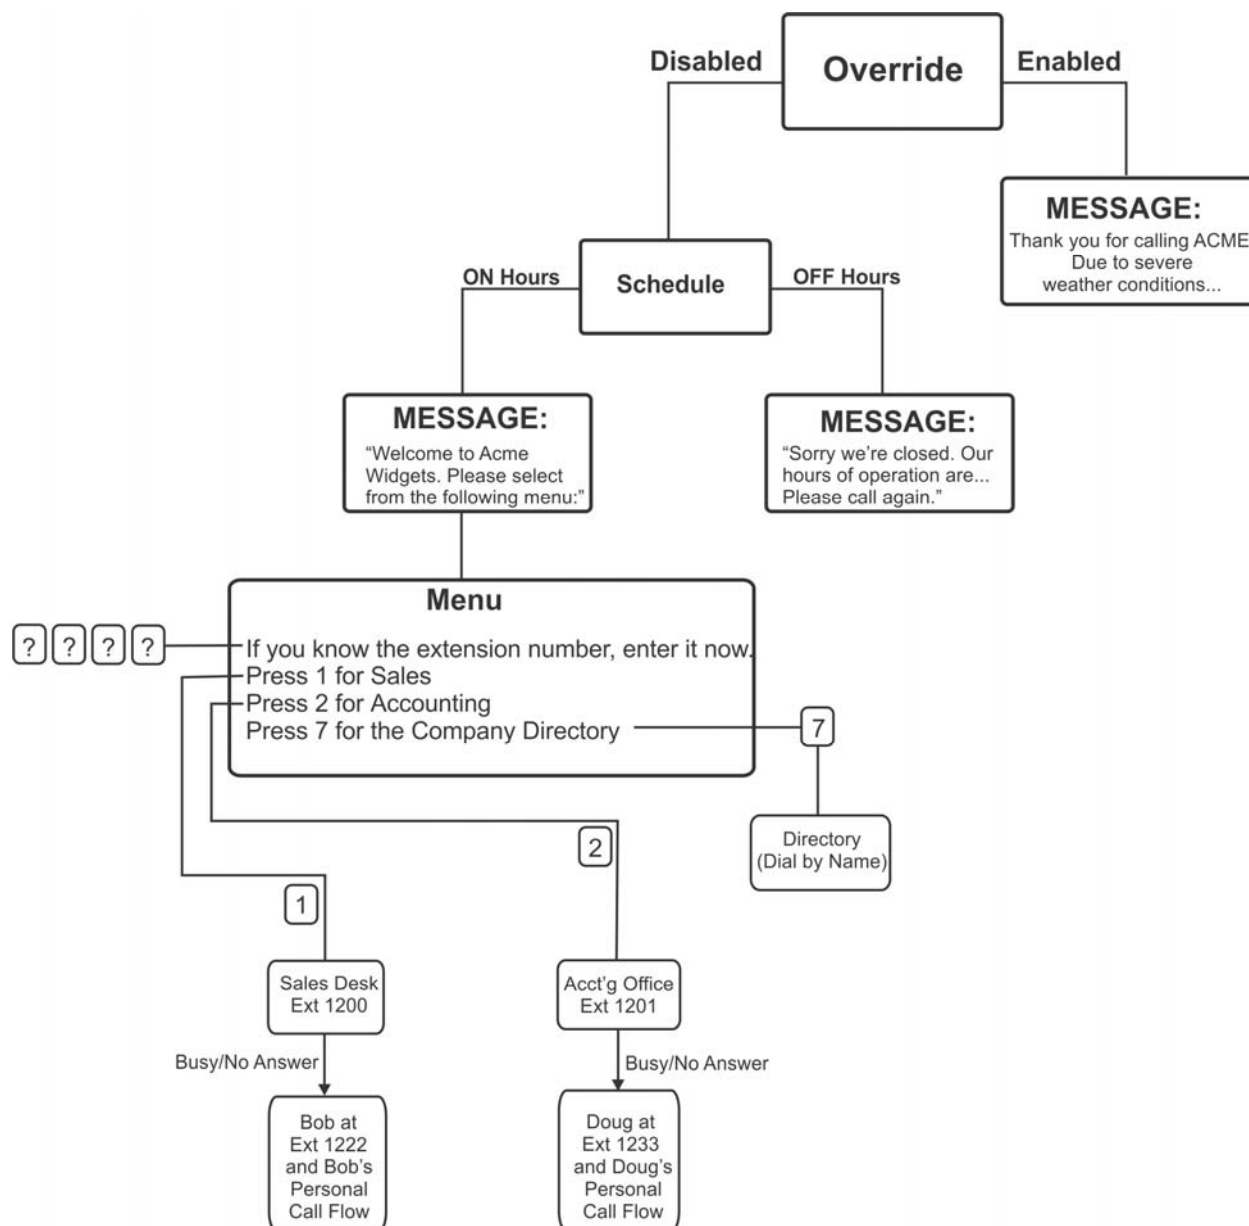 Disabled
Override
Enabled
MESSAGE:
Thank you for calling ACME
Due to severe
weather conditions...
ON Hours
Schedule
OFF Hours
MESSAGE:
“Welcome to Acme
Widgets. Please select
from the following menu:”
MESSAGE:
“Sorry we’re closed. Our
hours of operation are...
Please call again.”
Menu
? ? ? ?
If you know the extension number, enter it now.
Press 1 for Sales
Press 2 for Accounting
Press 7 for the Company Directory
7
Directory
(Dial by Name)
2
1
Sales Desk
Ext 1200
Acct’g Office
Ext 1201
Busy/No Answer
Busy/No Answer
Bob at
Ext 1222
and Bob’s
Personal
Call Flow
Doug at
Ext 1233
and Doug’s
Personal
Call Flow